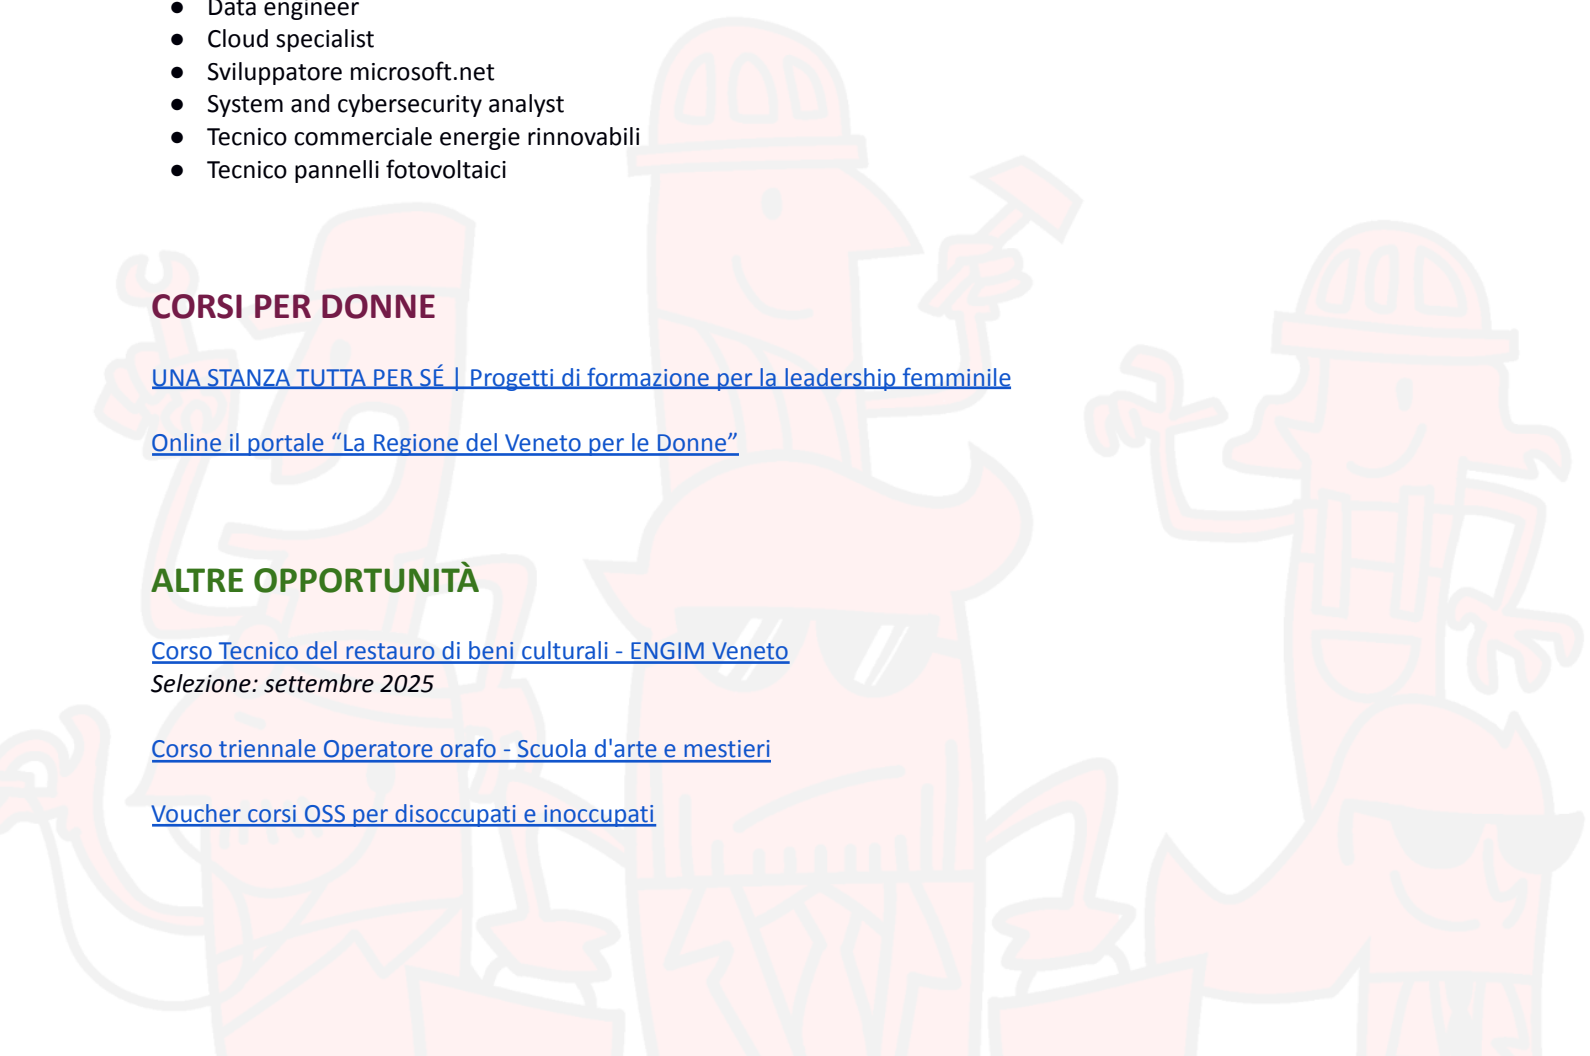 ● Data engineer
● Cloud specialist
● Sviluppatore microsoft.net
● System and cybersecurity analyst
● Tecnico commerciale energie rinnovabili
● Tecnico pannelli fotovoltaici
CORSI PER DONNE
UNA STANZA TUTTA PER SÉ | Progetti di formazione per la leadership femminile
Online il portale “La Regione del Veneto per le Donne”
ALTRE OPPORTUNITÀ
Corso Tecnico del restauro di beni culturali - ENGIM Veneto
Selezione: settembre 2025
Corso triennale Operatore orafo - Scuola d'arte e mestieri
Voucher corsi OSS per disoccupati e inoccupati